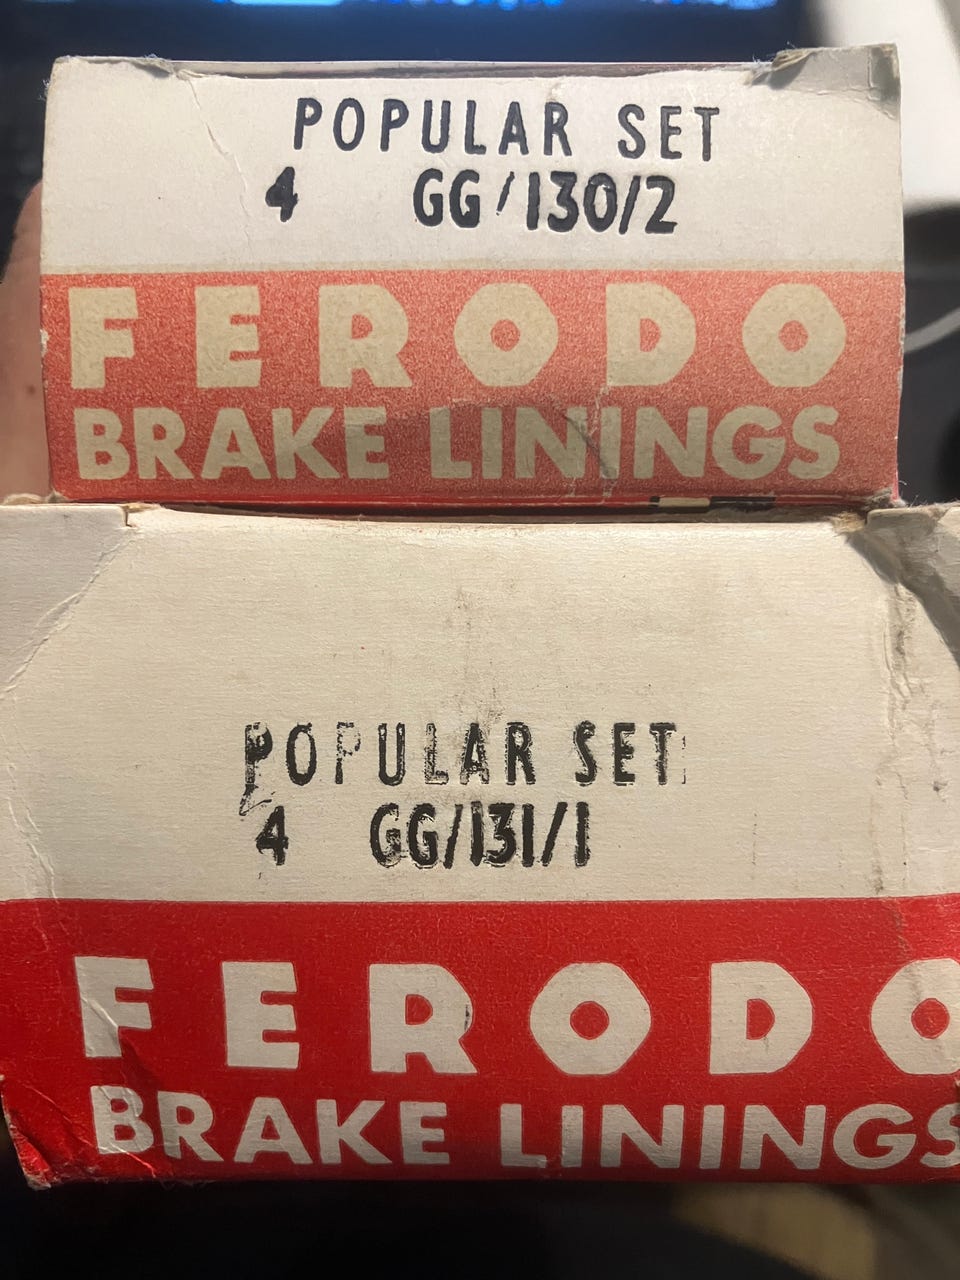 POPULAR SET
4 GG/130/2
FERODO
BRAKE LININGS
POPULAR SET
4 GG/131/1
FERODO
BRAKE LININGS